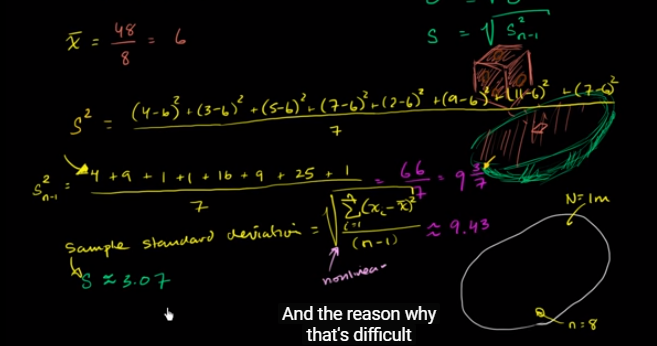 x̄ = 48/8 = 6
S = √S²ₙ₋₁
S² = ((4-6)² + (3-6)² + (5-6)² + (7-6)² + (2-6)² + (9-6)² + (11-6)² + (7-6)²)/7
S²ₙ₋₁ = (4 + 9 + 1 + 1 + 16 + 9 + 25 + 1)/7 = 66/7 = 9 3/7
≈ 9.43
sample standard deviation = √(∑ᵢ₌₁ⁿ (xᵢ - x̄)²/(n-1))
S ≈ 3.07
nonlinear
N = 1m
n = 8
And the reason why
that's difficult